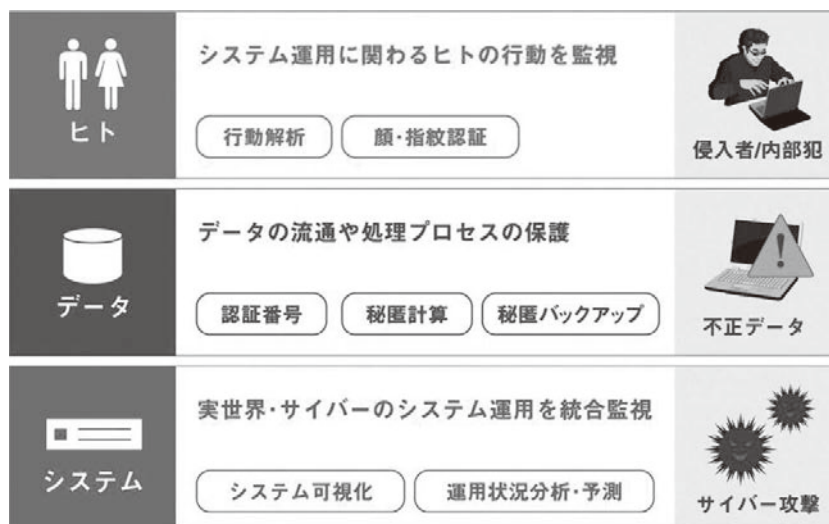 ヒト
システム運用に関わるヒトの行動を監視
行動解析
顔・指紋認証
侵入者/内部犯
データ
データの流通や処理プロセスの保護
認証番号
秘匿計算
秘匿バックアップ
不正データ
システム
実世界・サイバーのシステム運用を統合監視
システム可視化
運用状況分析・予測
サイバー攻撃